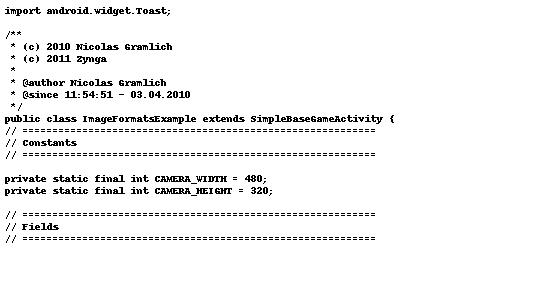 import android.widget.Toast;
/**
 * (c) 2010 Nicolas Gramlich
 * (c) 2011 Zynga
 *
 * @author Nicolas Gramlich
 * @since 11:54:51 - 03.04.2010
 */
public class ImageFormatsExample extends SimpleBaseGameActivity {
// ===========================================================
// Constants
// ===========================================================
private static final int CAMERA_WIDTH = 480;
private static final int CAMERA_HEIGHT = 320;
// ===========================================================
// Fields
// ===========================================================